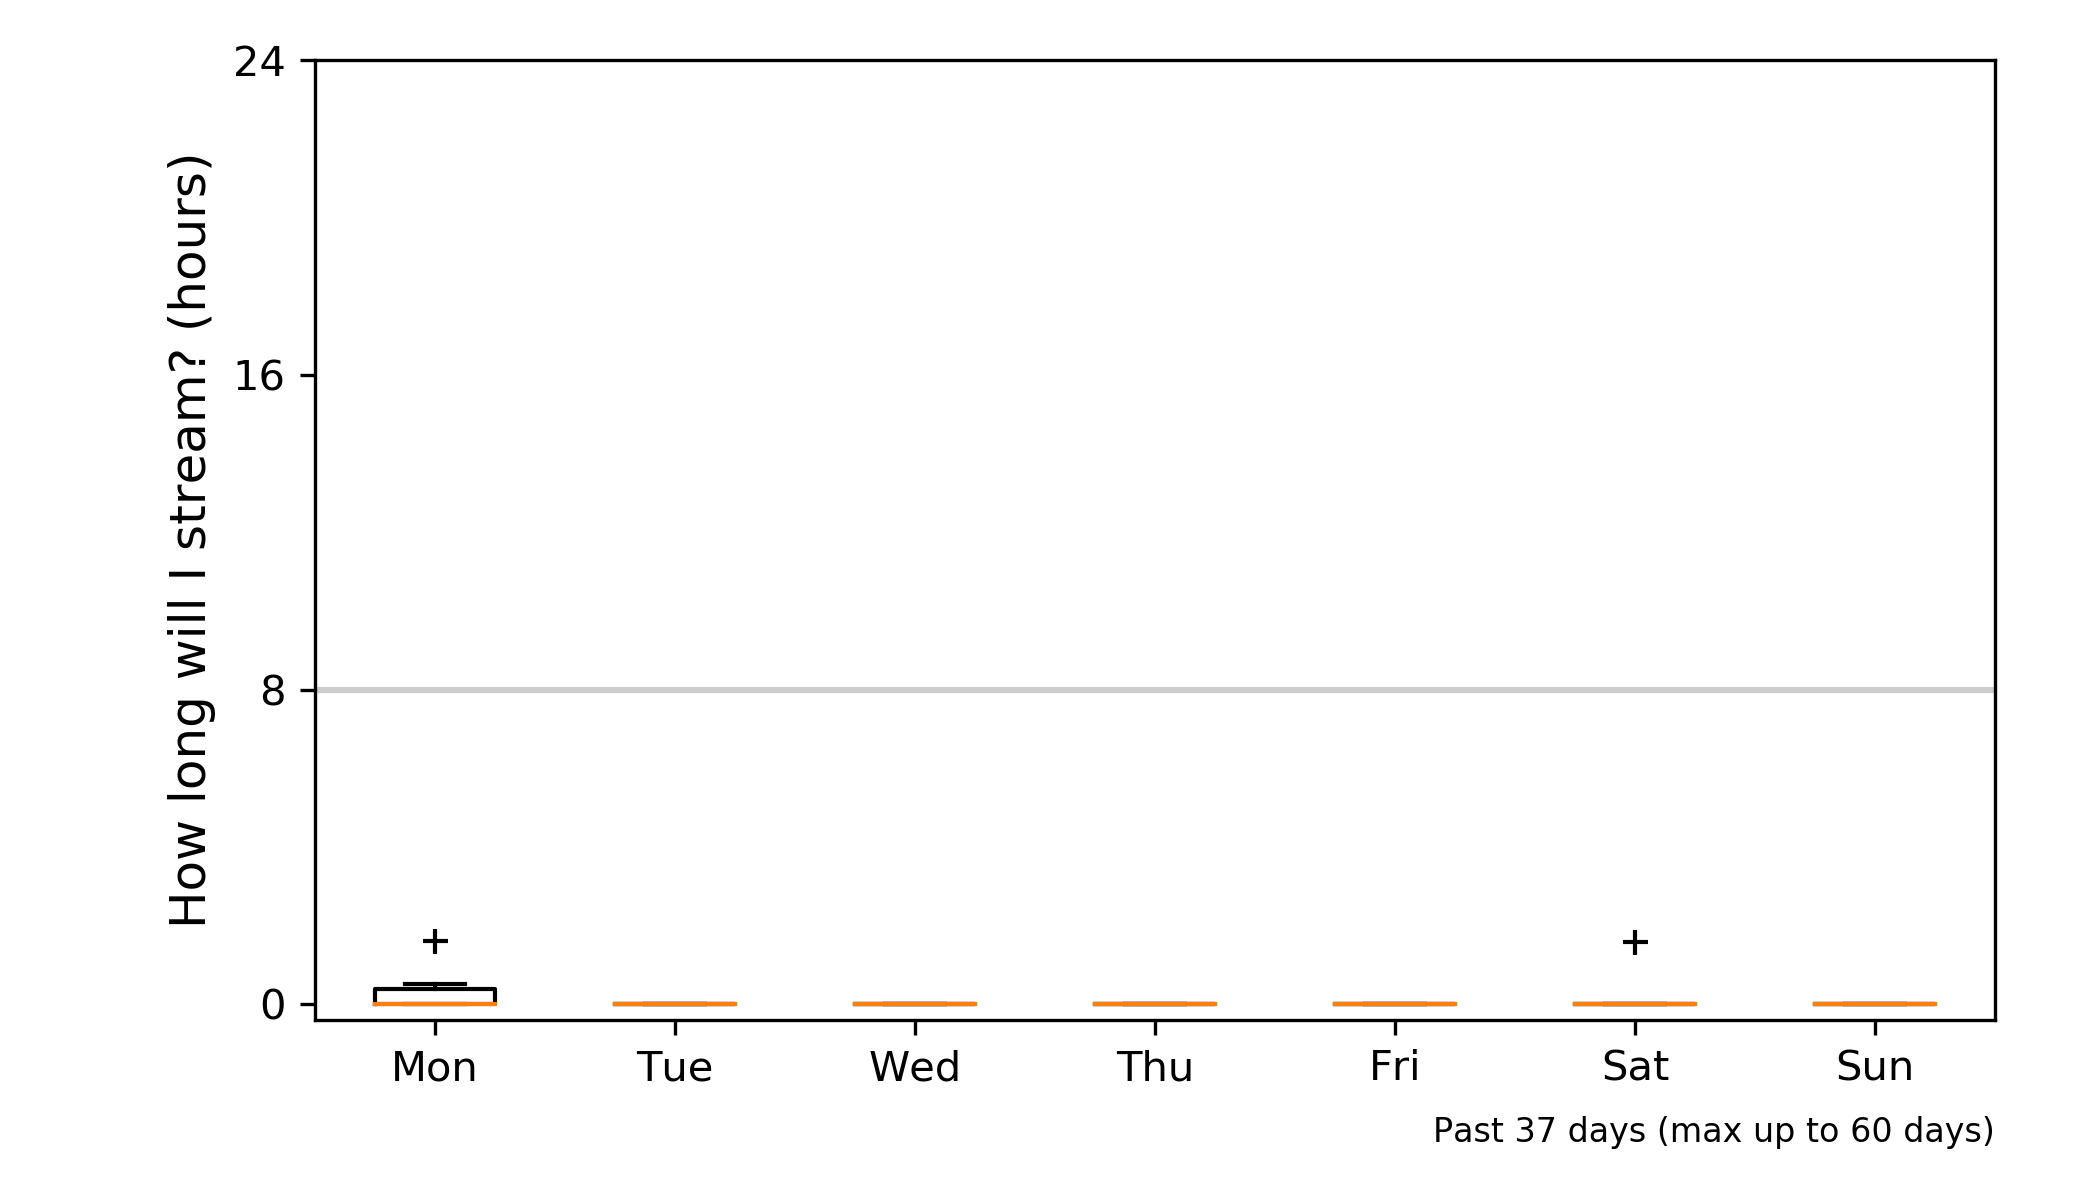 How long will I stream? (hours)
24
16
8
0
Mon Tue Wed Thu Fri Sat Sun
Past 37 days (max up to 60 days)